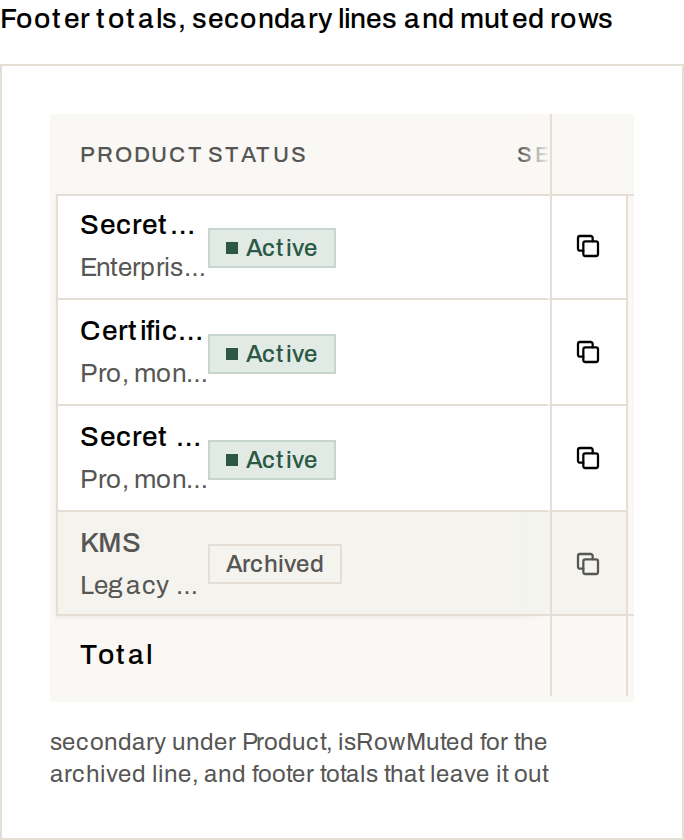 Footer totals, secondary lines and muted rows
PRODUCT STATUS SE
Secret...
Enterpris...
Active
Certific...
Pro, mon...
Active
Secret ...
Pro, mon...
Active
KMS
Legacy ...
Archived
Total
secondary under Product, isRowMuted for the
archived line, and footer totals that leave it out